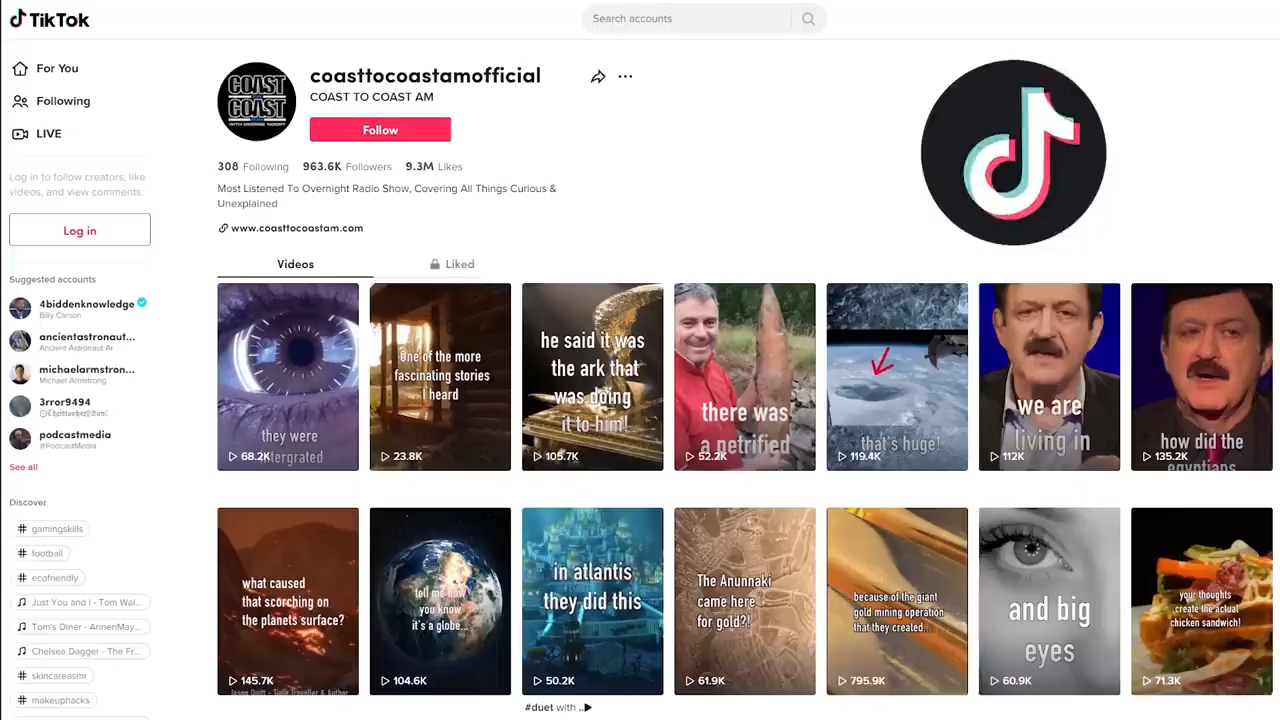 TikTok
Search accounts
For You
Following
LIVE
Log in to follow creators, like
videos, and view comments.
Log in
Suggested accounts
4biddenknowledge
Billy Carson
ancientastronaut...
Ancient Astronaut Ar
michaelarmstron...
Michael Armstrong
3rror9494
podcastmedia
@PodcastMedia
See all
Discover
# gamingskills
# football
# ecofriendly
Just You and I - Tom Wal...
Tom's Diner - AnnenMay...
Chelsea Dagger - The Fr...
# skincareasmr
# makeuphacks
COAST
TO
COAST
WITH GEORGE NOORY
coasttocoastamofficial
COAST TO COAST AM
Follow
308 Following 963.6K Followers 9.3M Likes
Most Listened To Overnight Radio Show, Covering All Things Curious &
Unexplained
www.coasttocoastam.com
Videos
Liked
they were
intergrated
68.2K
One of the more
fascinating stories
I heard
23.8K
he said it was
the ark that
was doing
it to him!
105.7K
there was
a petrified
52.2K
that's huge!
119.4K
we are
living in
112K
how did the
egyptians
135.2K
what caused
that scorching on
the planets surface?
145.7K
tell me how
you know
it's a globe...
104.6K
in atlantis
they did this
50.2K
The Anunnaki
came here
for gold?!
61.9K
because of the giant
gold mining operation
that they created...
795.9K
and big
eyes
60.9K
your thoughts
create the actual
chicken sandwich!
71.3K
#duet with ..